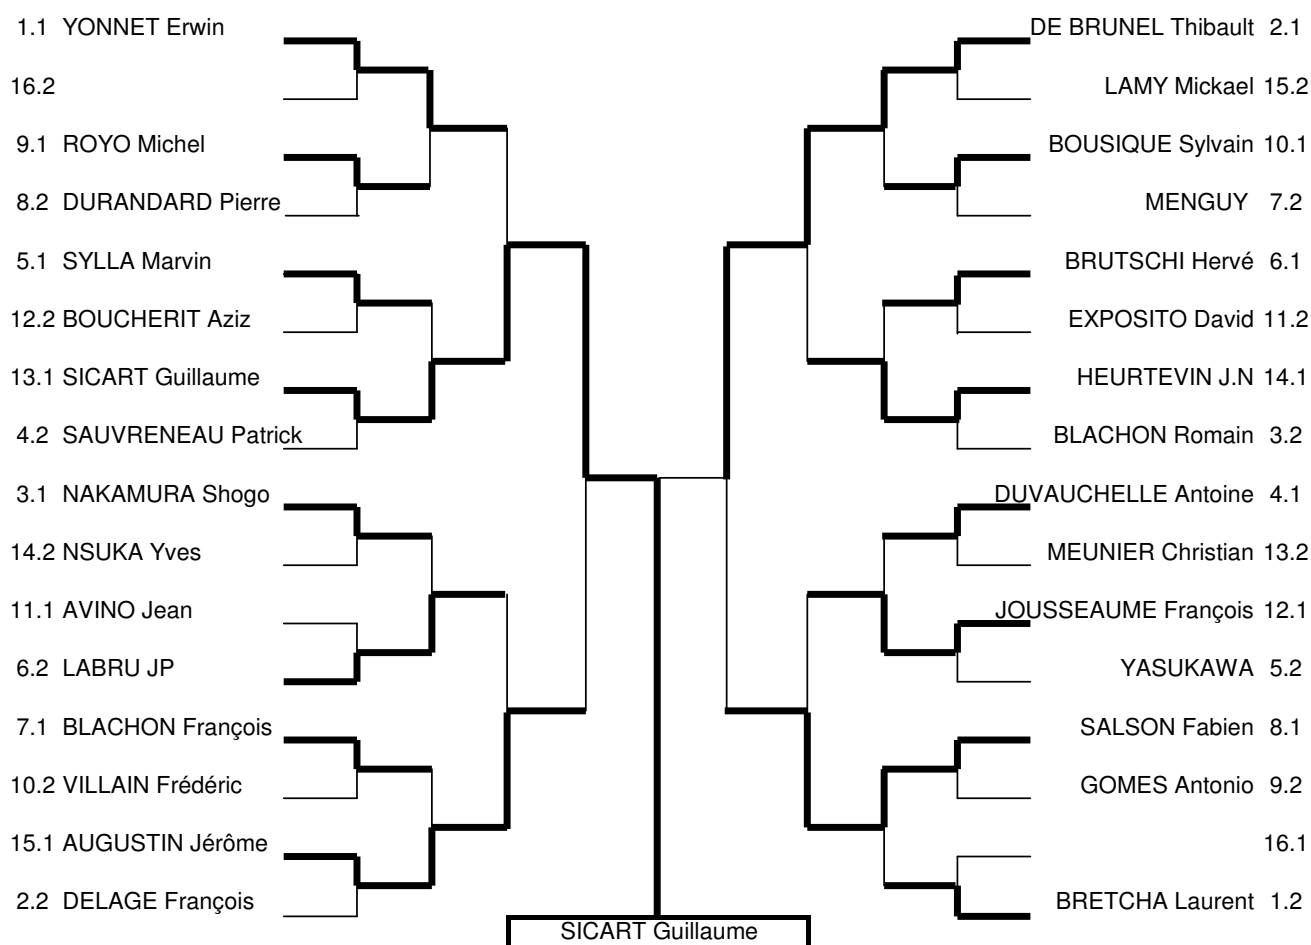 1.1 YONNET Erwin
DE BRUNEL Thibault 2.1
16.2
LAMY Mickael 15.2
9.1 ROYO Michel
BOUSIQUE Sylvain 10.1
8.2 DURANDARD Pierre
MENGUY 7.2
5.1 SYLLA Marvin
BRUTSCHI Hervé 6.1
12.2 BOUCHERIT Aziz
EXPOSITO David 11.2
13.1 SICART Guillaume
HEURTEVIN J.N 14.1
4.2 SAUVRENEAU Patrick
BLACHON Romain 3.2
3.1 NAKAMURA Shogo
DUVAUCHELLE Antoine 4.1
14.2 NSUKA Yves
MEUNIER Christian 13.2
11.1 AVINO Jean
JOUSSEAUME François 12.1
6.2 LABRU JP
YASUKAWA 5.2
7.1 BLACHON François
SALSON Fabien 8.1
10.2 VILLAIN Frédéric
GOMES Antonio 9.2
15.1 AUGUSTIN Jérôme
16.1
2.2 DELAGE François
BRETCHA Laurent 1.2
SICART Guillaume